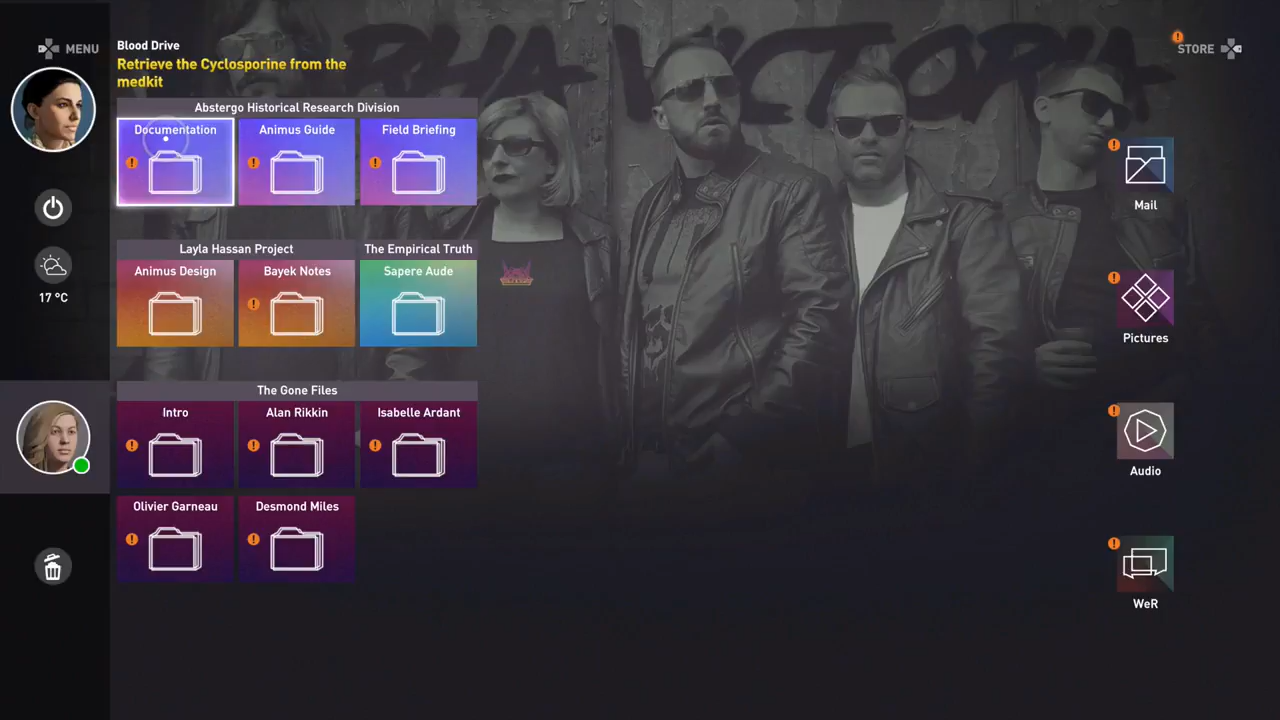 MENU
Blood Drive
Retrieve the Cyclosporine from the
medkit
STORE
Abstergo Historical Research Division
Documentation
Animus Guide
Field Briefing
Layla Hassan Project
The Empirical Truth
Animus Design
Bayek Notes
Sapere Aude
17 °C
The Gone Files
Intro
Alan Rikkin
Isabelle Ardant
Olivier Garneau
Desmond Miles
Mail
Pictures
Audio
WeR
VICTORIA